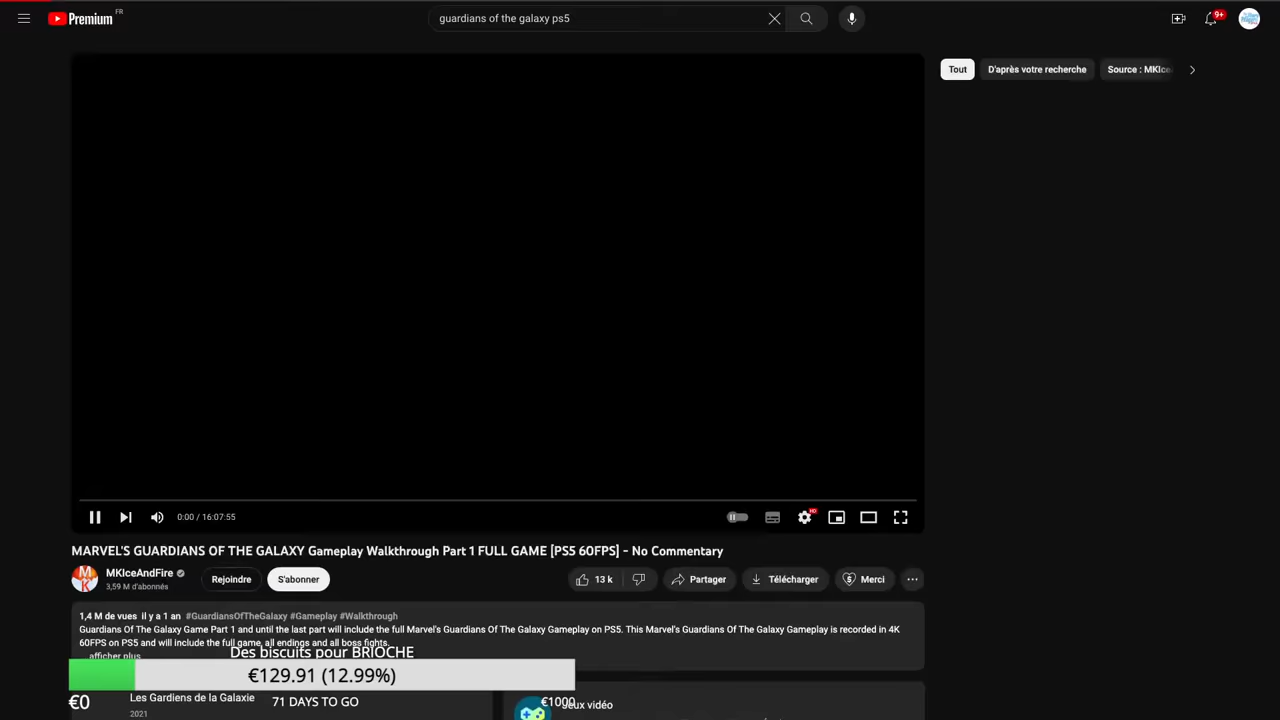 Premium FR
guardians of the galaxy ps5
9+
Tout
D'après votre recherche
Source : MKIce
0:00 / 16:07:55
HD
MARVEL'S GUARDIANS OF THE GALAXY Gameplay Walkthrough Part 1 FULL GAME [PS5 60FPS] - No Commentary
MKIceAndFire
3,59 M d'abonnés
Rejoindre
S'abonner
13 k
Partager
Télécharger
Merci
1,4 M de vues il y a 1 an #GuardiansOfTheGalaxy #Gameplay #Walkthrough
Guardians Of The Galaxy Game Part 1 and until the last part will include the full Marvel's Guardians Of The Galaxy Gameplay on PS5. This Marvel's Guardians Of The Galaxy Gameplay is recorded in 4K
60FPS on PS5 and will include the full game, all endings and all boss fights.
afficher plus
Des biscuits pour BRIOCHE
€129.91 (12.99%)
€0
71 DAYS TO GO
€1000
Les Gardiens de la Galaxie
2021
Jeux vidéo